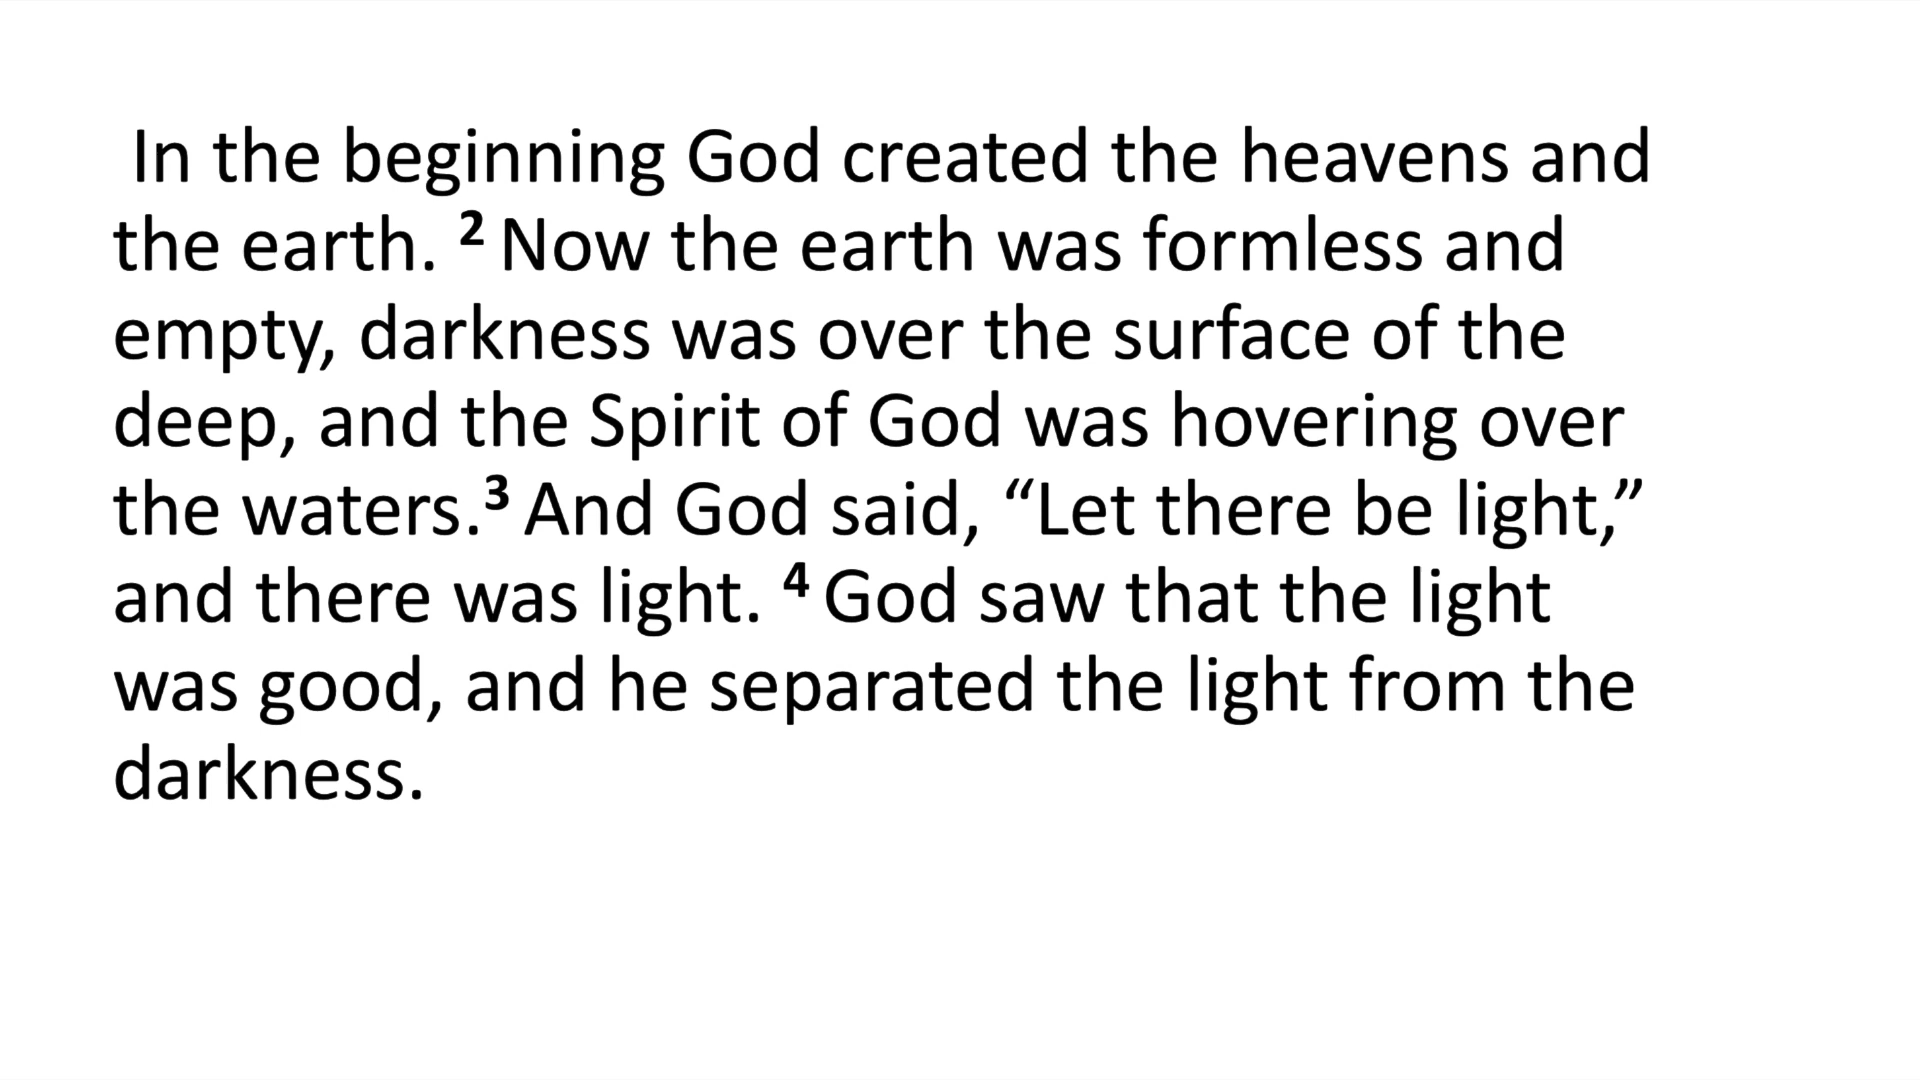 In the beginning God created the heavens and
the earth. ² Now the earth was formless and
empty, darkness was over the surface of the
deep, and the Spirit of God was hovering over
the waters.³ And God said, “Let there be light,”
and there was light. ⁴ God saw that the light
was good, and he separated the light from the
darkness.